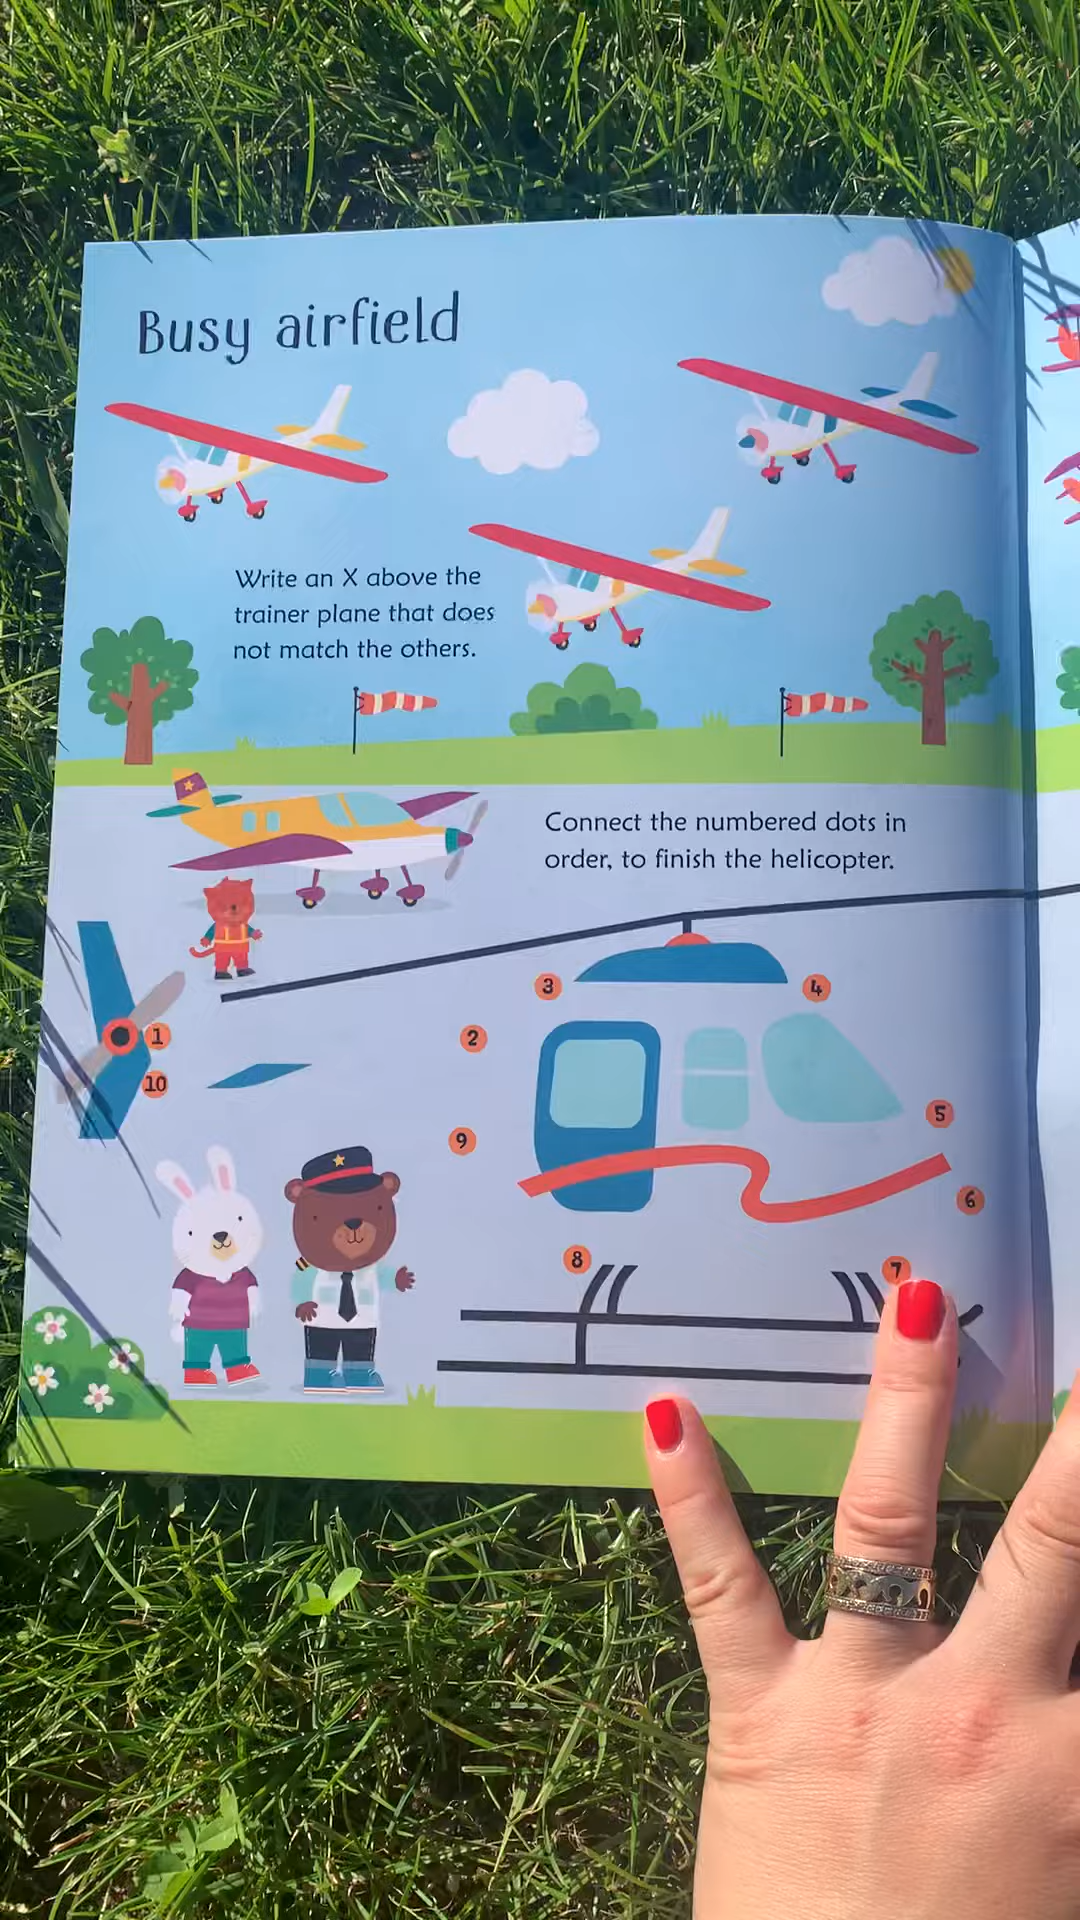 Busy airfield
Write an X above the
trainer plane that does
not match the others.
Connect the numbered dots in
order, to finish the helicopter.
3
4
2
1
10
5
9
6
8
7